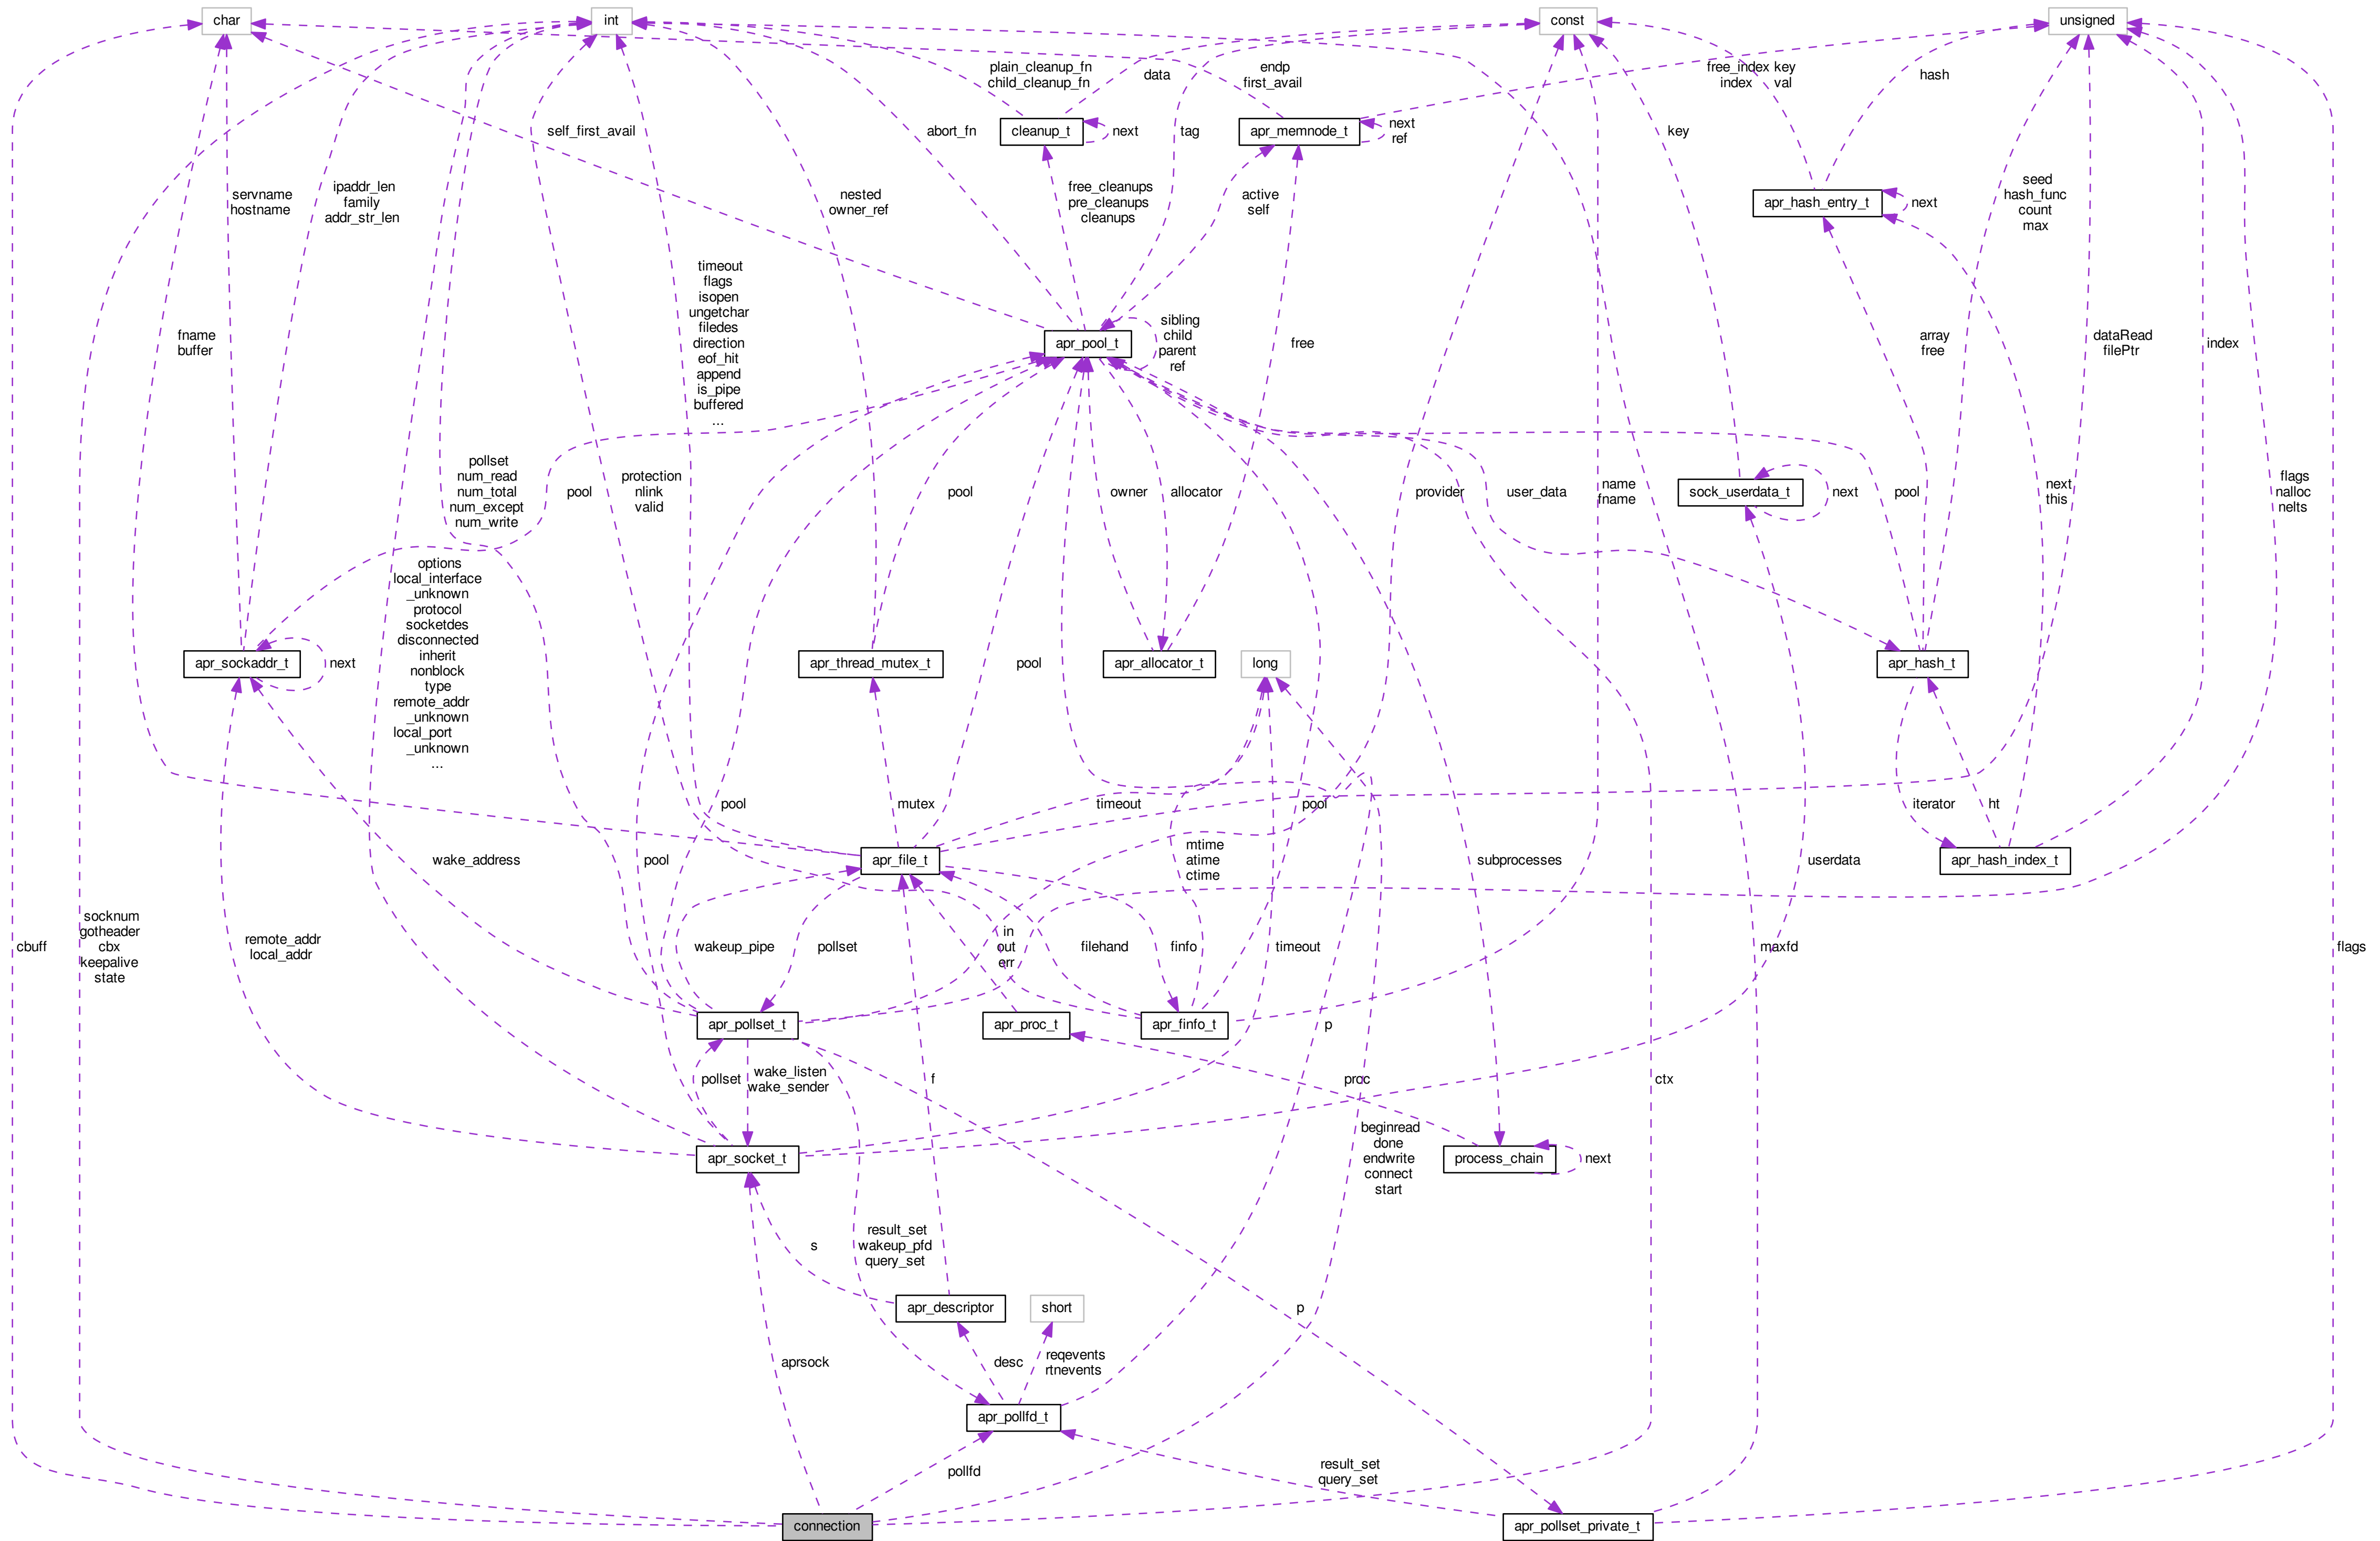 char
int
const
unsigned
plain_cleanup_fn
child_cleanup_fn
data
endp
first_avail
free_index
index
key
val
hash
self_first_avail
abort_fn
cleanup_t
next
tag
apr_memnode_t
next
ref
key
servname
hostname
ipaddr_len
family
addr_str_len
nested
owner_ref
free_cleanups
pre_cleanups
cleanups
active
self
apr_hash_entry_t
next
seed
hash_func
count
max
fname
buffer
timeout
flags
isopen
ungetchar
filedes
direction
eof_hit
append
is_pipe
buffered
...
apr_pool_t
sibling
child
parent
ref
free
array
free
dataRead
filePtr
index
pollset
num_read
num_total
num_except
num_write
pool
protection
nlink
valid
pool
owner
allocator
provider
user_data
name
fname
sock_userdata_t
next
pool
next
this
flags
nalloc
nelts
options
local_interface
_unknown
protocol
socketdes
disconnected
inherit
nonblock
type
remote_addr
_unknown
local_port
_unknown
...
apr_sockaddr_t
next
apr_thread_mutex_t
pool
apr_allocator_t
long
apr_hash_t
pool
mutex
timeout
pool
iterator
ht
wake_address
pool
apr_file_t
mtime
atime
ctime
subprocesses
userdata
apr_hash_index_t
cbuff
socknum
gotheader
cbx
keepalive
state
remote_addr
local_addr
wakeup_pipe
pollset
in
out
err
filehand
finfo
timeout
maxfd
flags
apr_pollset_t
apr_proc_t
apr_finfo_t
p
pollset
wake_listen
wake_sender
f
proc
ctx
apr_socket_t
beginread
done
endwrite
connect
start
process_chain
next
s
result_set
wakeup_pfd
query_set
apr_descriptor
short
p
aprsock
desc
reqevents
rtnevents
apr_pollfd_t
pollfd
result_set
query_set
connection
apr_pollset_private_t